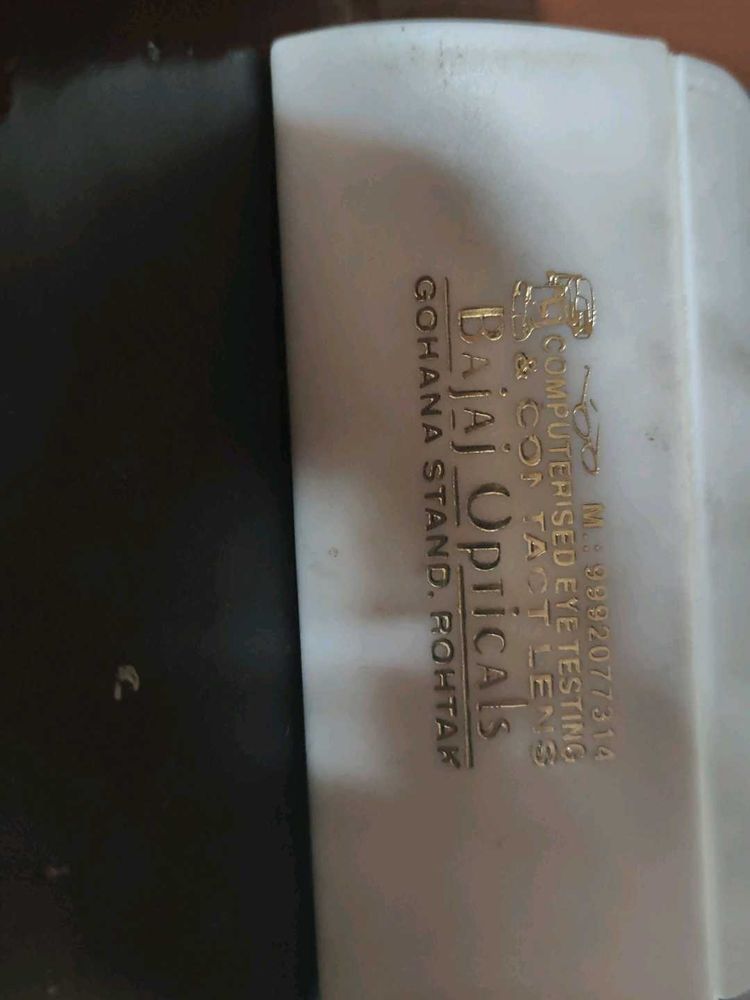 M.: 9992077314
COMPUTERISED EYE TESTING
& CONTACT LENS
Bajaj Opticals
GOHANA STAND, ROHTAK